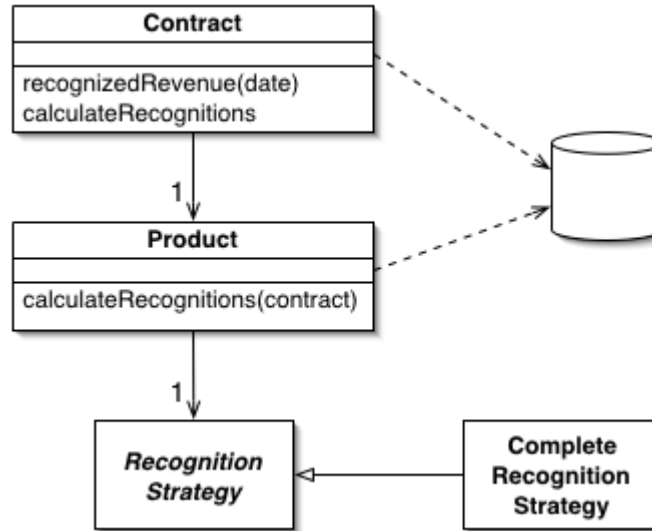 Contract
recognizedRevenue(date)
calculateRecognitions
1
Product
calculateRecognitions(contract)
1
Recognition
Strategy
Complete
Recognition
Strategy